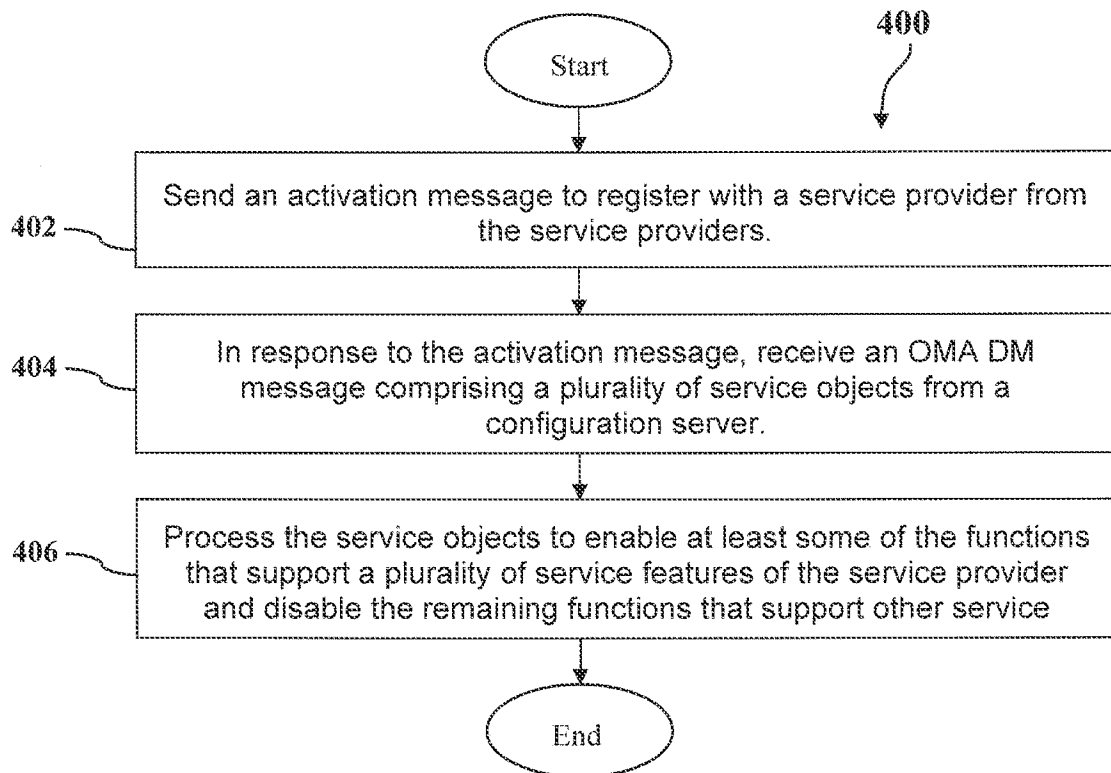 400
Start
Send an activation message to register with a service provider from
the service providers.
402
In response to the activation message, receive an OMA DM
message comprising a plurality of service objects from a
configuration server.
404
Process the service objects to enable at least some of the functions
that support a plurality of service features of the service provider
and disable the remaining functions that support other service
406
End